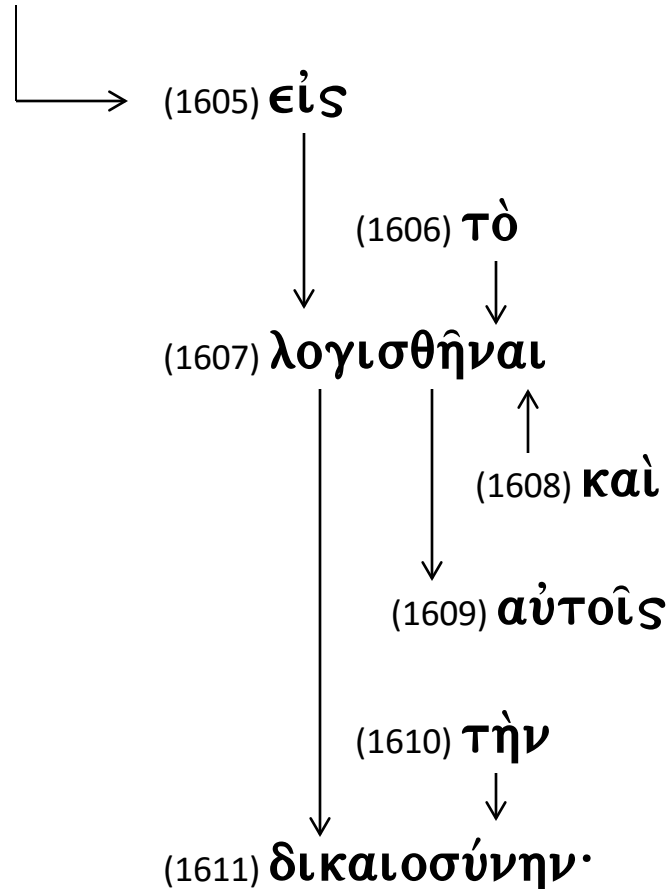 (1605) εἰς
(1606) τὸ
(1607) λογισθῆναι
(1608) καὶ
(1609) αὐτοῖς
(1610) τὴν
(1611) δικαιοσύνην·